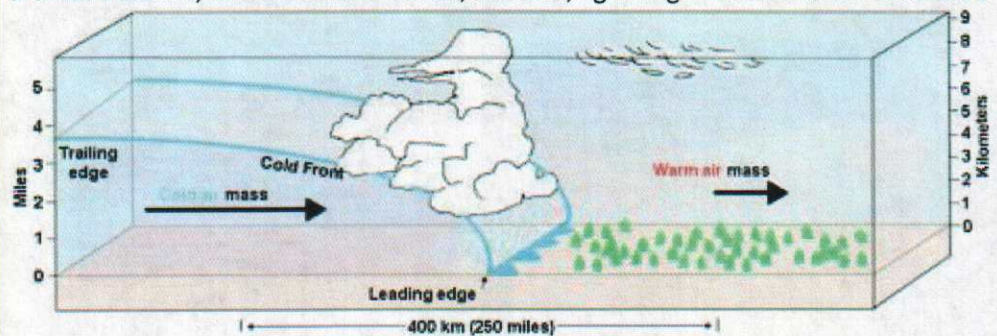 9
8
7
6
5
4
3
2
1
0
Kilometers
5
4
3
2
1
0
Miles
Trailing
edge
Cold Front
Cold air mass
Warm air mass
Leading edge
400 km (250 miles)